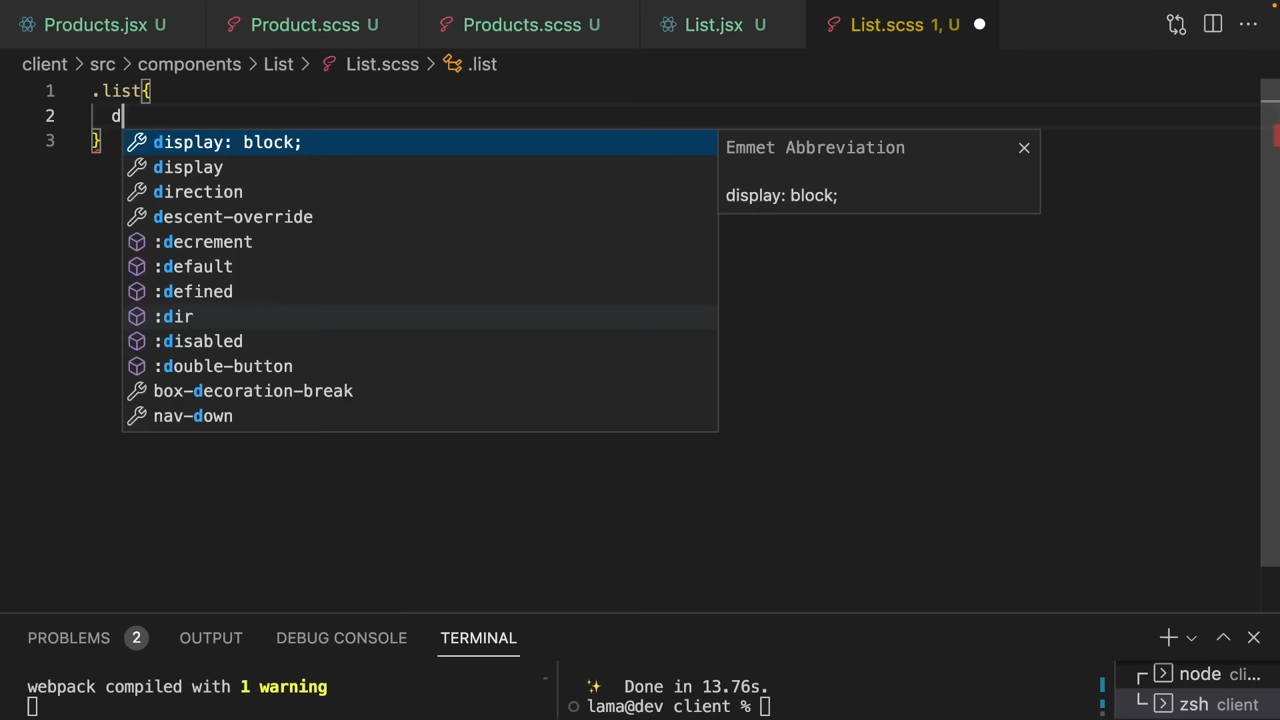 Products.jsx U Product.scss U Products.scss U List.jsx U List.scss 1, U
client > src > components > List > List.scss > .list
1 .list{
2 d
3 }
display: block;
display
direction
descent-override
:decrement
:default
:defined
:dir
:disabled
:double-button
box-decoration-break
nav-down
Emmet Abbreviation
display: block;
PROBLEMS 2 OUTPUT DEBUG CONSOLE TERMINAL
webpack compiled with 1 warning
Done in 13.76s.
lama@dev client %
node cli...
zsh client